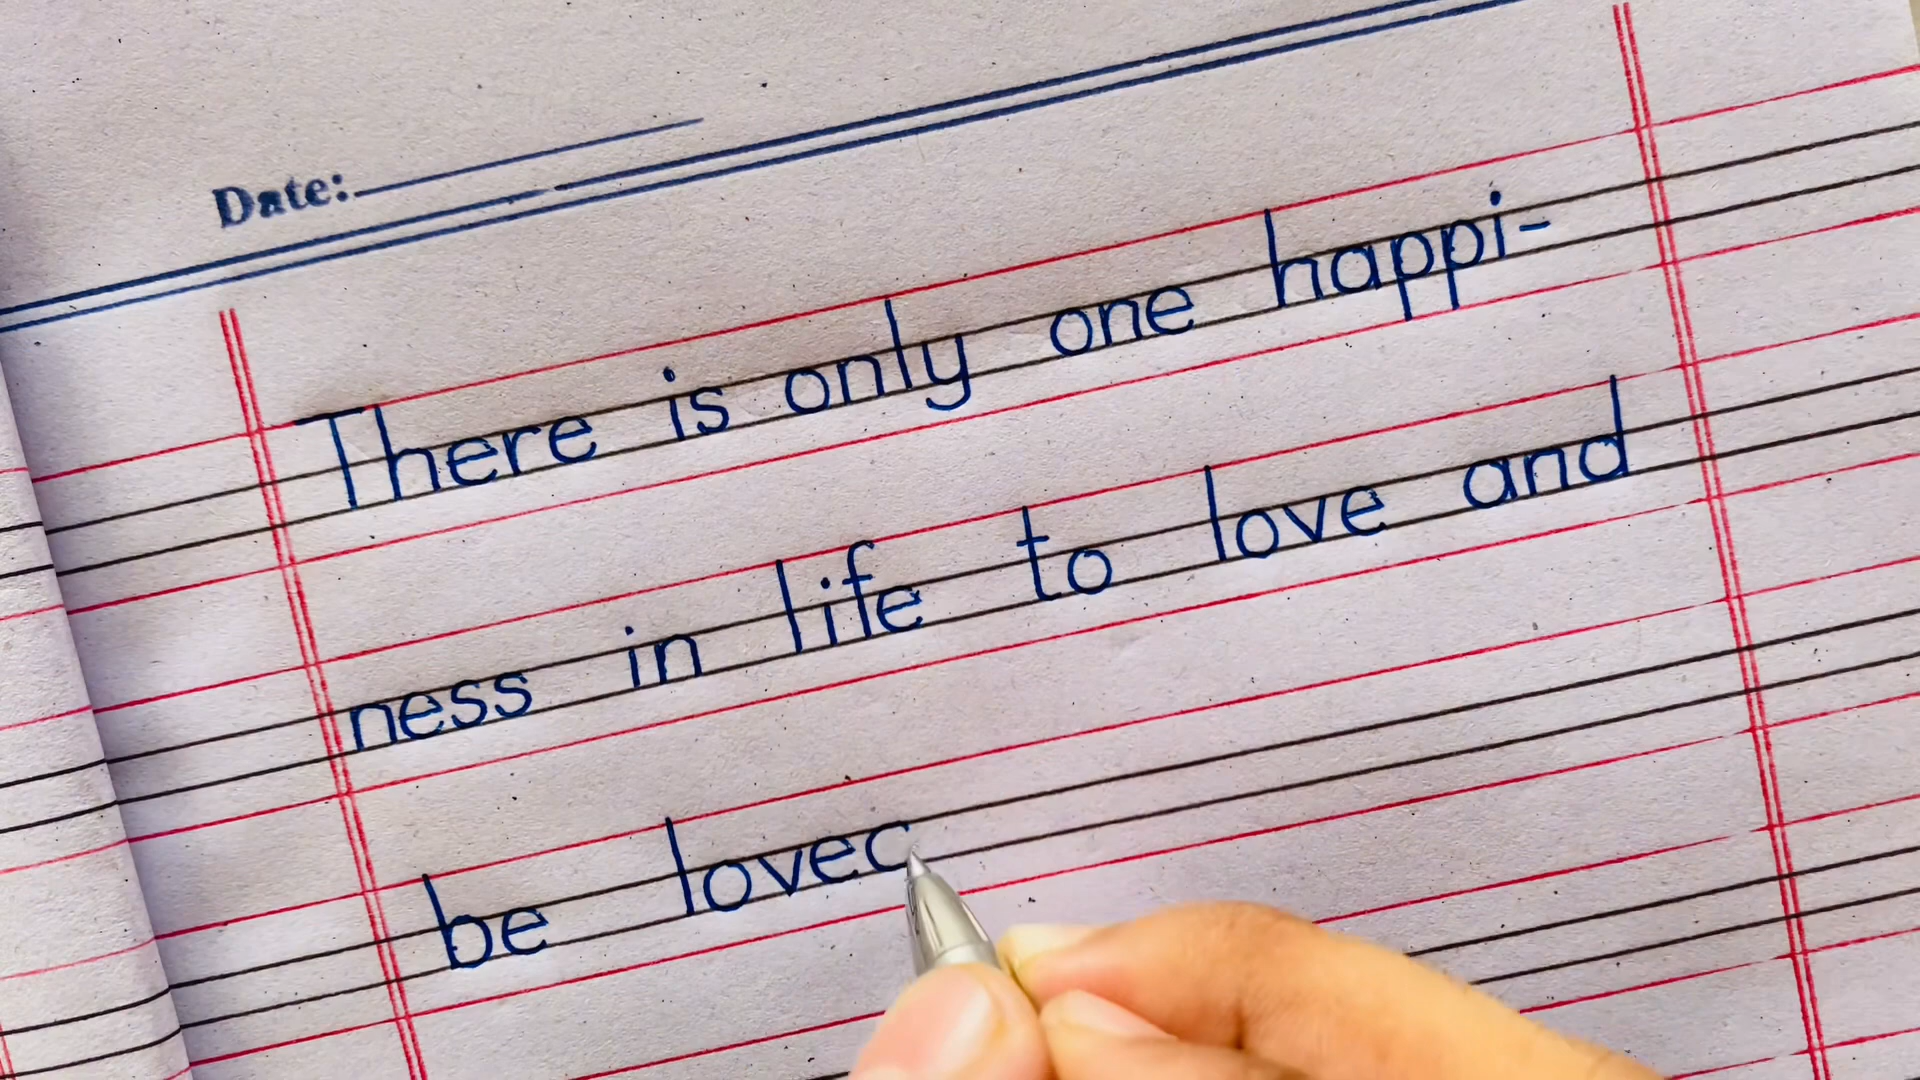 Date:
There is only one happi-
ness in life to love and
be lovec